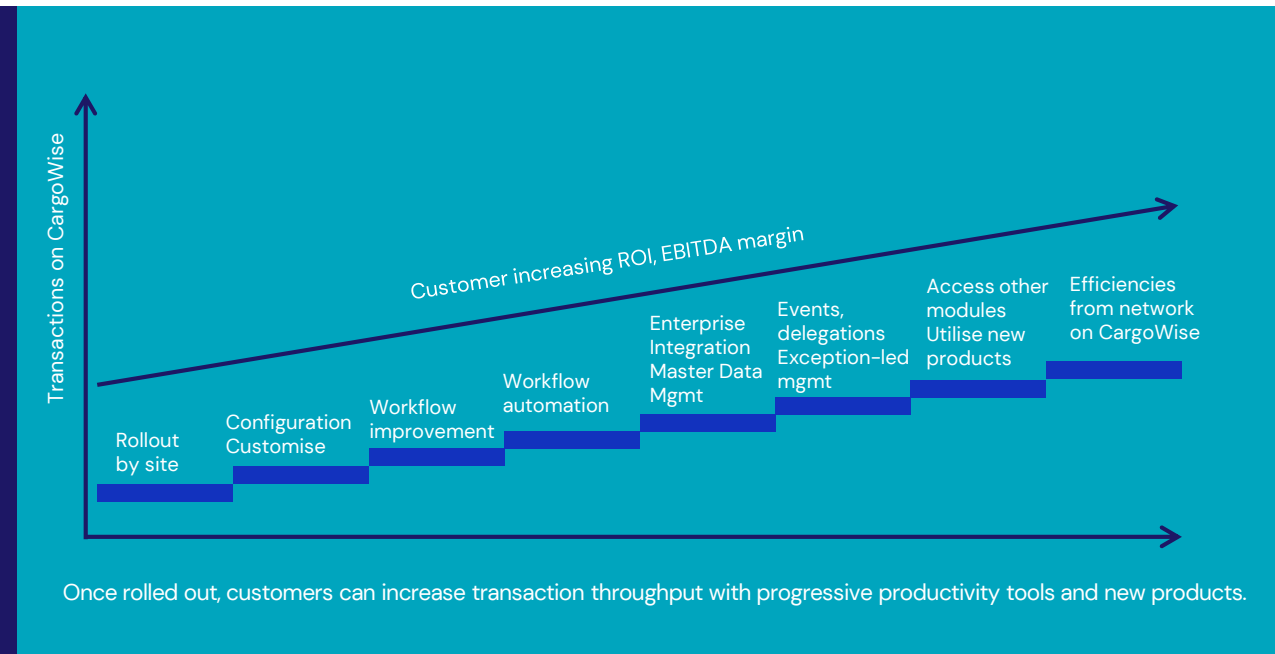 Transactions on CargoWise
Customer increasing ROI, EBITDA margin
Rollout
by site
Configuration
Customise
Workflow
improvement
Workflow
automation
Enterprise
Integration
Master Data
Mgmt
Events,
delegations
Exception-led
mgmt
Access other
modules
Utilise new
products
Efficiencies
from network
on CargoWise
Once rolled out, customers can increase transaction throughput with progressive productivity tools and new products.